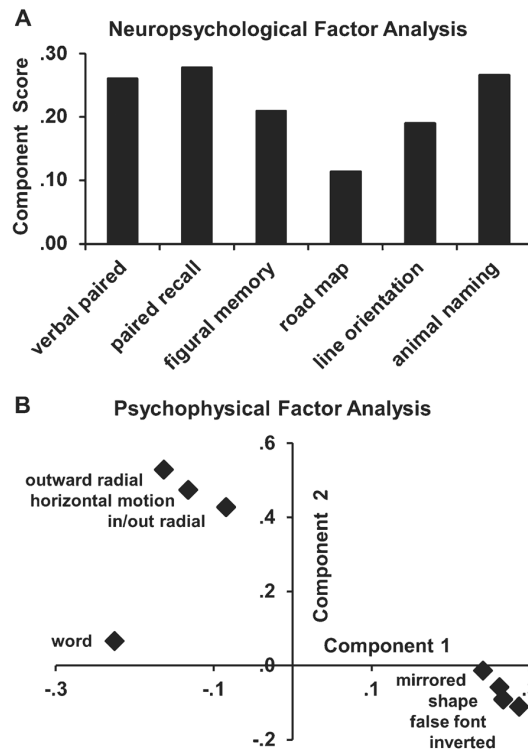 A
Neuropsychological Factor Analysis
Component Score
.30
.20
.10
.00
verbal paired
paired recall
figural memory
road map
line orientation
animal naming
B
Psychophysical Factor Analysis
.6
outward radial
horizontal motion
in/out radial
.4
Component 2
.2
word
Component 1
.0
-.3
-.1
.1
mirrored
shape
false font
inverted
-.2